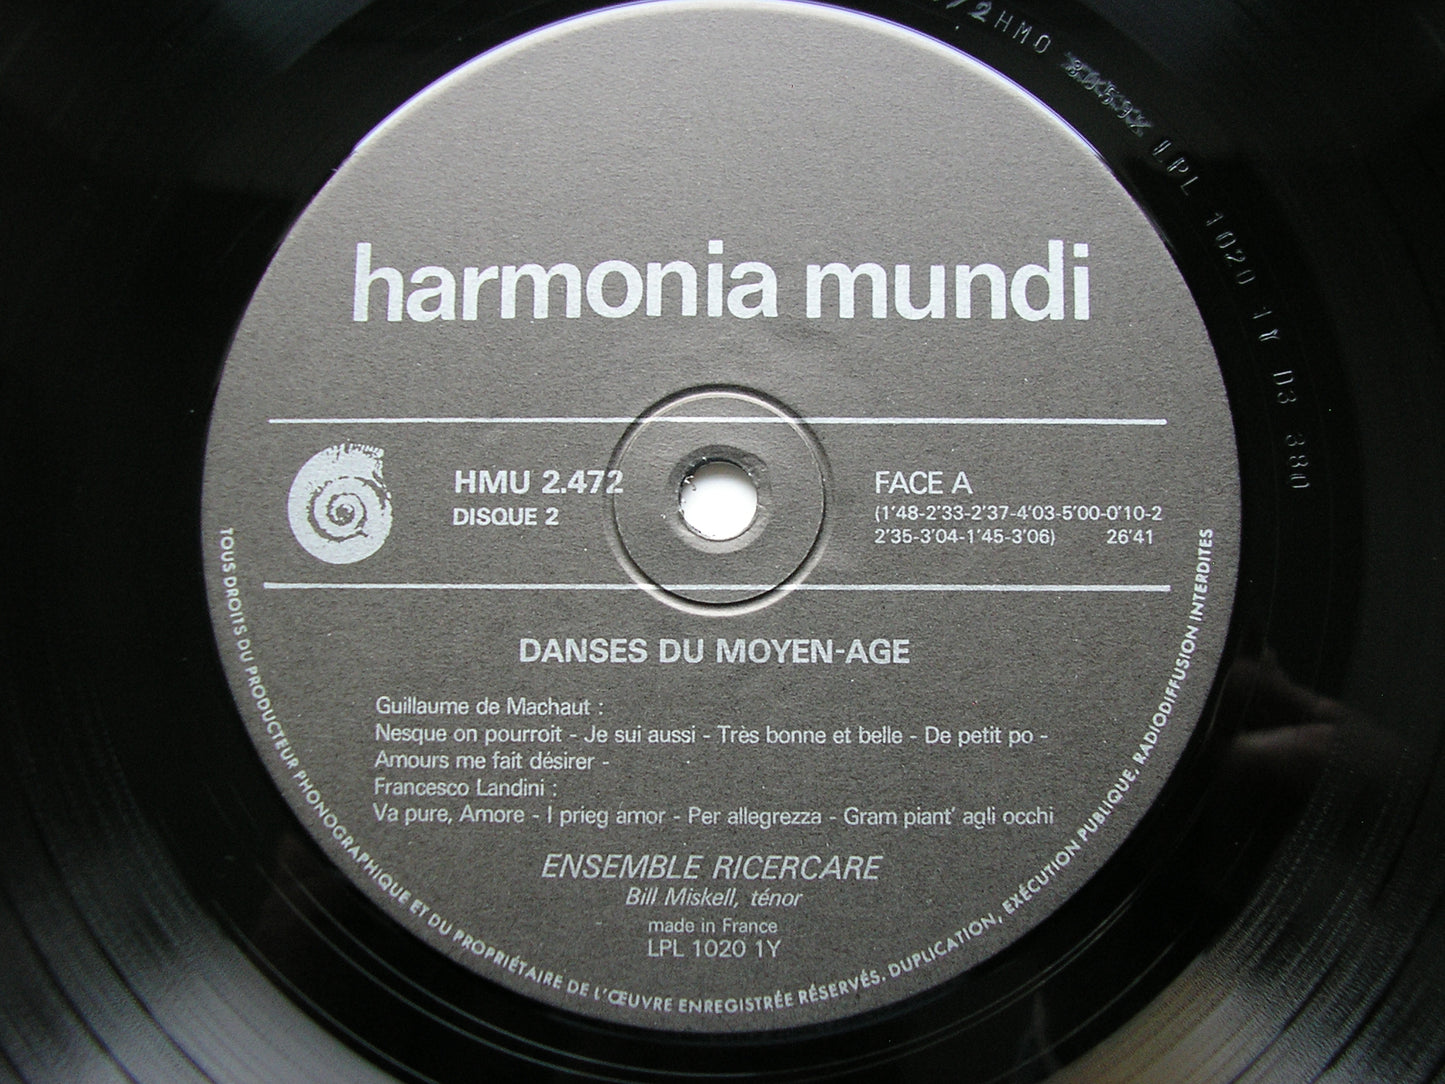 harmonia mundi
HMU 2.472
DISQUE 2
FACE A
(1'48-2'33-2'37-4'03-5'00-0'10-2
2'35-3'04-1'45-3'06) 26'41
DANSES DU MOYEN-AGE
Guillaume de Machaut :
Nesque on pourroit - Je sui aussi - Très bonne et belle - De petit po -
Amours me fait désirer -
Francesco Landini :
Va pure, Amore - I prieg amor - Per allegrezza - Gram piant' agli occhi
ENSEMBLE RICERCARE
Bill Miskell, ténor
made in France
LPL 1020 1Y
TOUS DROITS DU PRODUCTEUR PHONOGRAPHIQUE ET DU PROPRIÉTAIRE DE L'ŒUVRE ENREGISTRÉE RÉSERVÉS. DUPLICATION, EXÉCUTION PUBLIQUE, RADIODIFFUSION INTERDITES
HMO LPL 1020 1Y D3 380